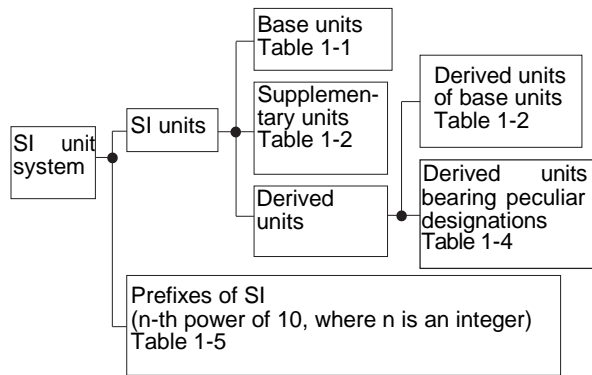 SI unit
system
SI units
Base units
Table 1-1
Supplemen-
tary units
Table 1-2
Derived
units
Derived units
of base units
Table 1-2
Derived units
bearing peculiar
designations
Table 1-4
Prefixes of SI
(n-th power of 10, where n is an integer)
Table 1-5